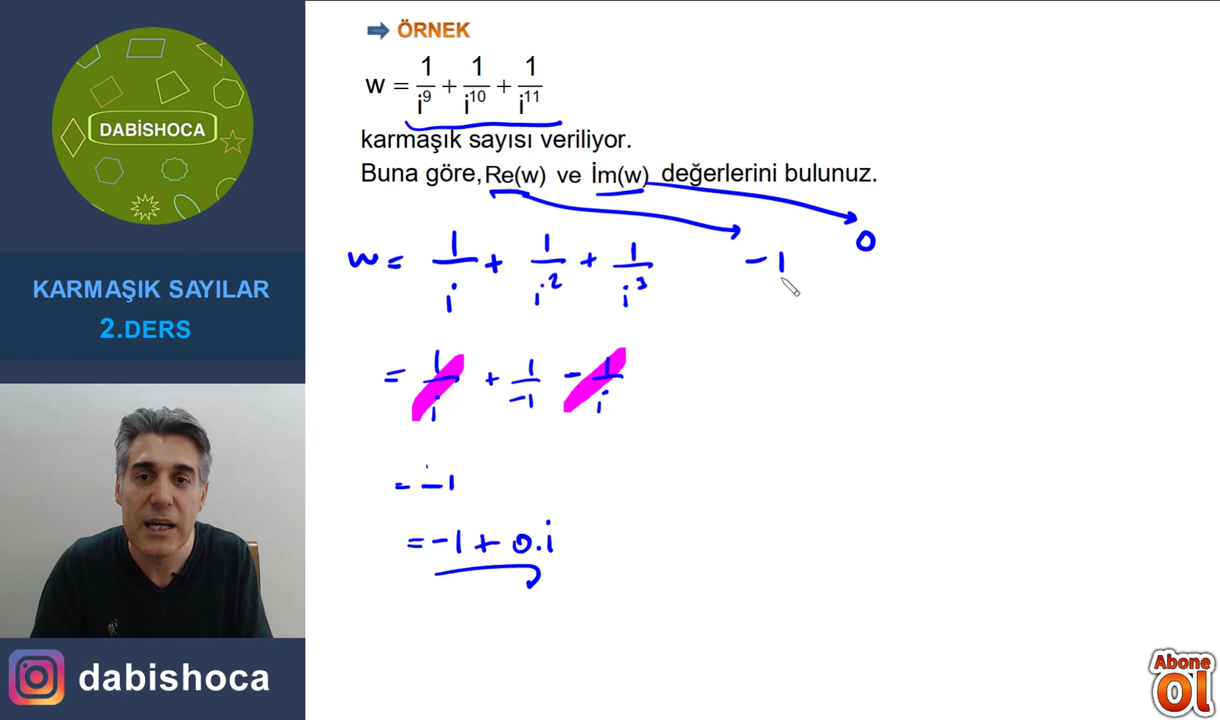 ÖRNEK
w = 1/i⁹ + 1/i¹⁰ + 1/i¹¹
karmaşık sayısı veriliyor.
Buna göre, Re(w) ve İm(w) değerlerini bulunuz.
-1
0
w = 1/i + 1/i² + 1/i³
= 1/i + 1/-1 - 1/i
= -1
= -1 + 0.i
DABİSHOCA
KARMAŞIK SAYILAR
2.DERS
dabishoca
Abone
ol